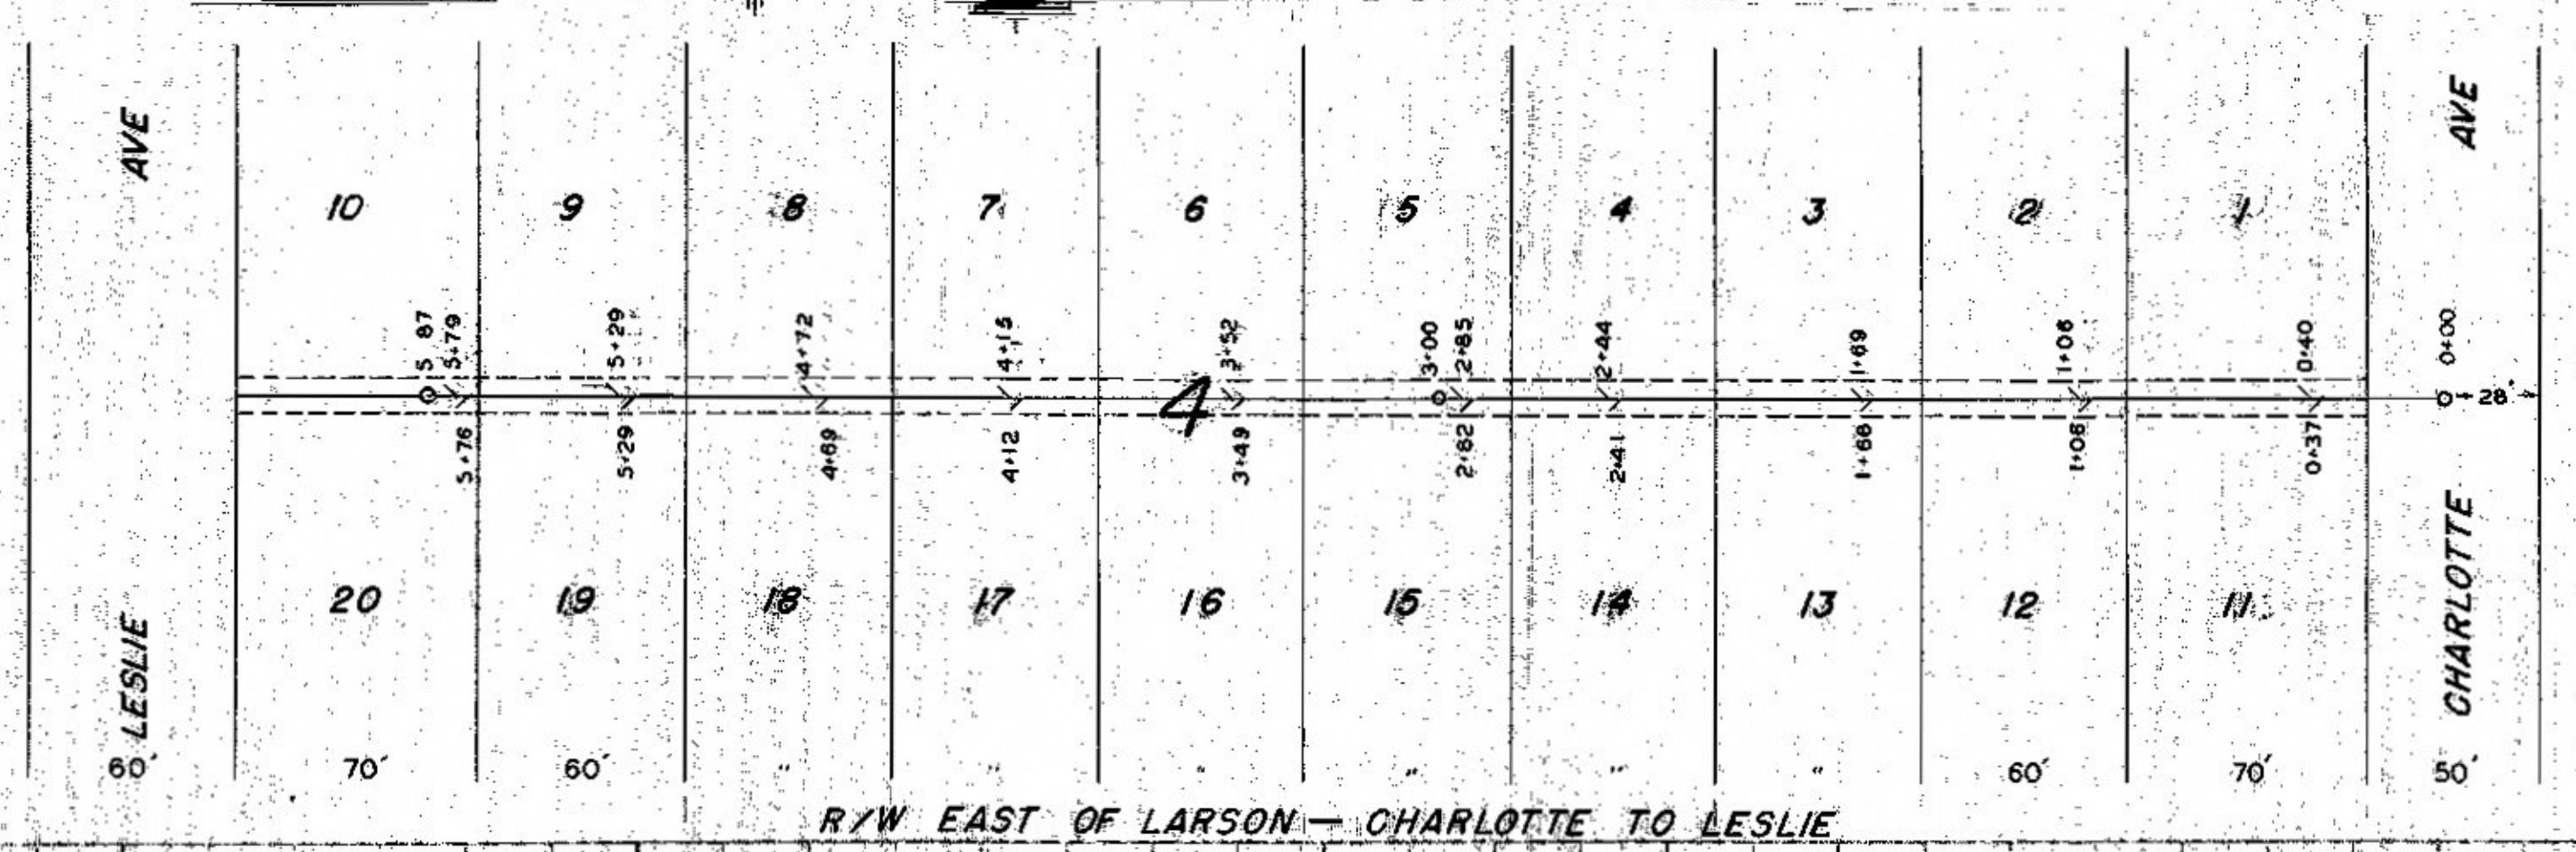 LESLIE AVE
CHARLOTTE AVE
10 9 8 7 6 5 4 3 2 1
5 87 5+79 5+29 4+72 4+15 3+52 3+00 2+85 2+44 1+69 1+06 0+40 0+00
4
28'
5+76 5+29 4+69 4+12 3+49 2+82 2+41 1+66 1+06 0+37
20 19 18 17 16 15 14 13 12 11
60' 70' 60' " " " " " " 60' 70' 50'
R/W EAST OF LARSON — CHARLOTTE TO LESLIE